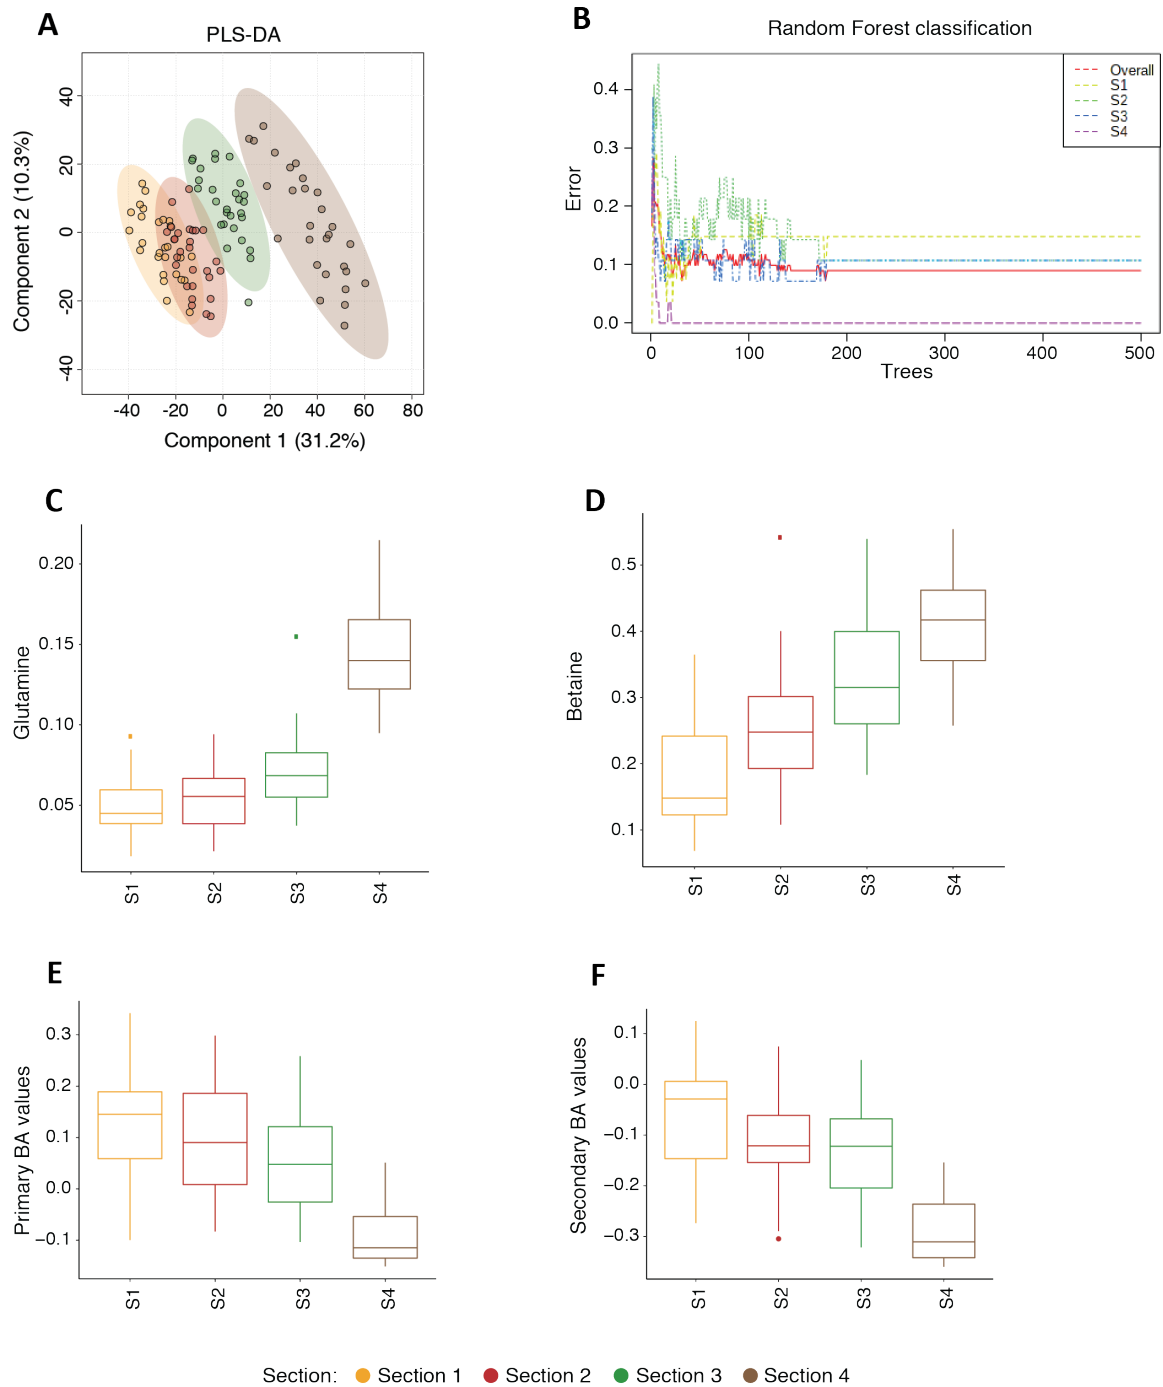 A
PLS-DA
Component 2 (10.3%)
40
20
0
-20
-40
-40 -20 0 20 40 60 80
Component 1 (31.2%)
B
Random Forest classification
Error
0.4
0.3
0.2
0.1
0.0
Overall
S1
S2
S3
S4
0 100 200 300 400 500
Trees
C
Glutamine
0.20
0.15
0.10
0.05
S1 S2 S3 S4
D
Betaine
0.5
0.4
0.3
0.2
0.1
S1 S2 S3 S4
E
Primary BA values
0.3
0.2
0.1
0.0
−0.1
S1 S2 S3 S4
F
Secondary BA values
0.1
0.0
−0.1
−0.2
−0.3
S1 S2 S3 S4
Section: Section 1 Section 2 Section 3 Section 4